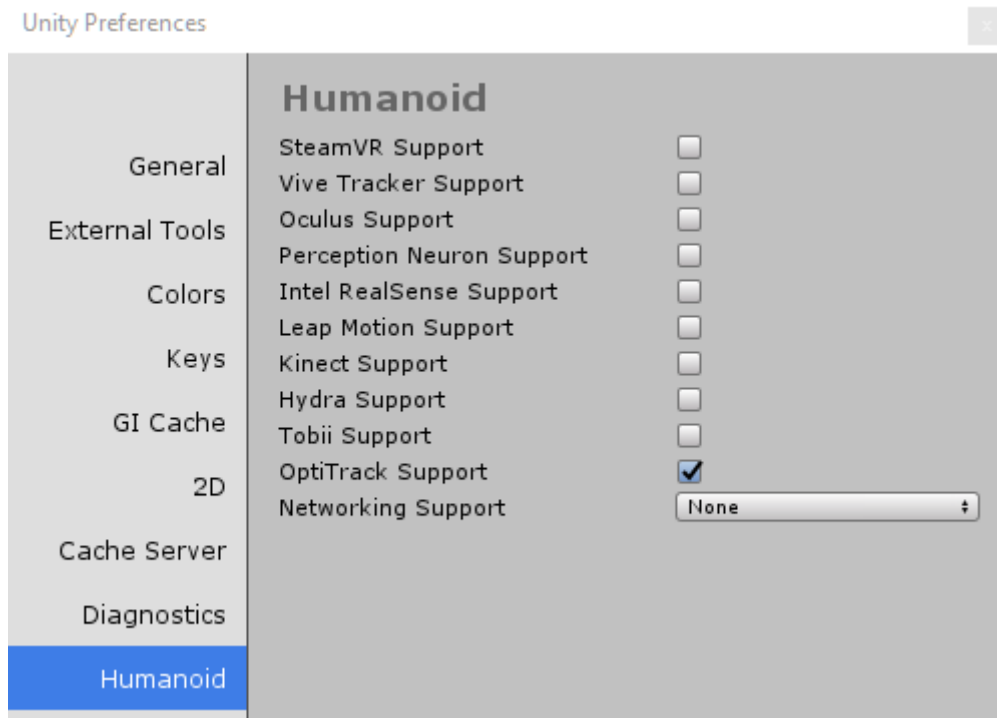 Unity Preferences
x
General
External Tools
Colors
Keys
GI Cache
2D
Cache Server
Diagnostics
Humanoid
Humanoid
SteamVR Support
Vive Tracker Support
Oculus Support
Perception Neuron Support
Intel RealSense Support
Leap Motion Support
Kinect Support
Hydra Support
Tobii Support
OptiTrack Support
Networking Support None